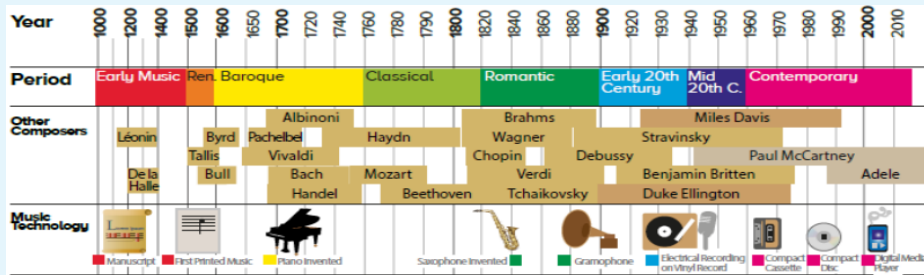 Year 1000 1200 1400 1500 1600 1650 1700 1720 1740 1760 1780 1790 1800 1820 1840 1860 1880 1900 1920 1940 1960 1980 1990 2000 2010
Period Early Music Ren. Baroque Classical Romantic Early 20th Century Mid 20th C. Contemporary
Other Composers
Albinoni Brahms Miles Davis
Léonin Byrd Pachelbel Haydn Wagner Stravinsky
Tallis Vivaldi Chopin Debussy Paul McCartney
De la Halle Bull Bach Mozart Verdi Benjamin Britten Adele
Handel Beethoven Tchaikovsky Duke Ellington
Music Technology
Manuscript First Printed Music Piano Invented Saxophone Invented Gramophone Electrical Recording on Vinyl Record Compact Cassette Compact Disc Digital Player